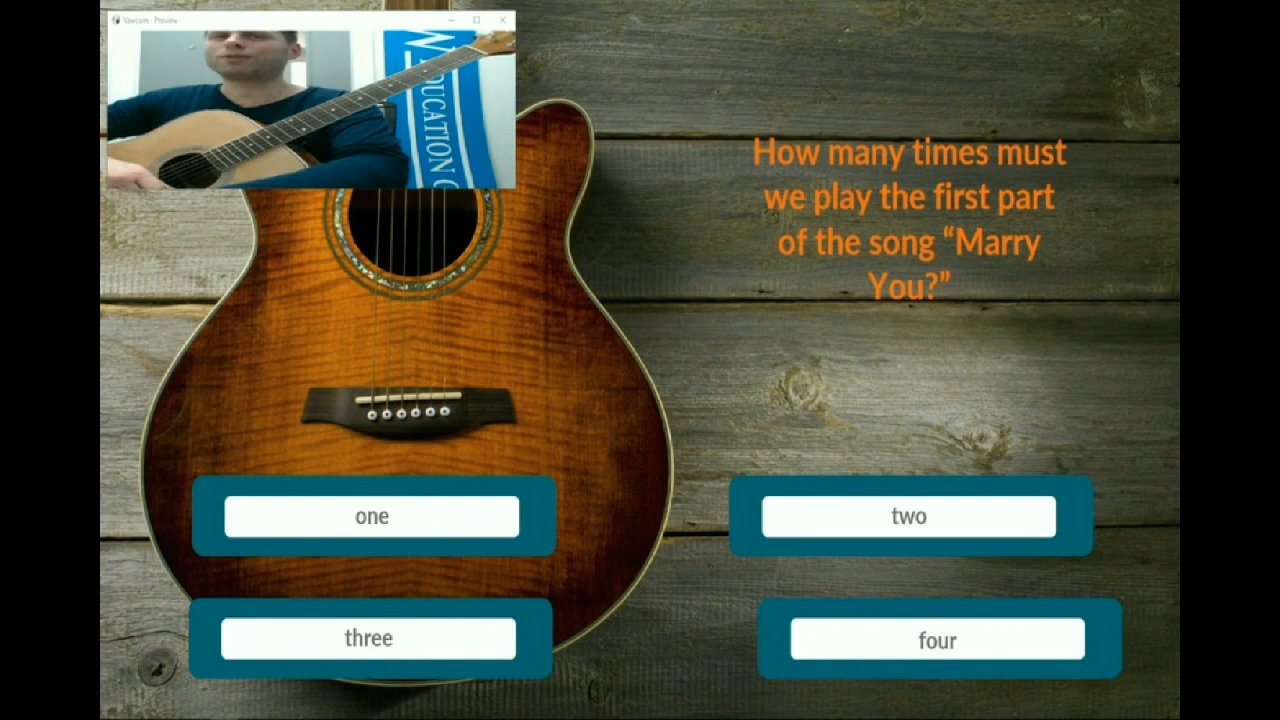 Yawcam - Preview
W
EDUCATION C
How many times must
we play the first part
of the song “Marry
You?”
one
two
three
four